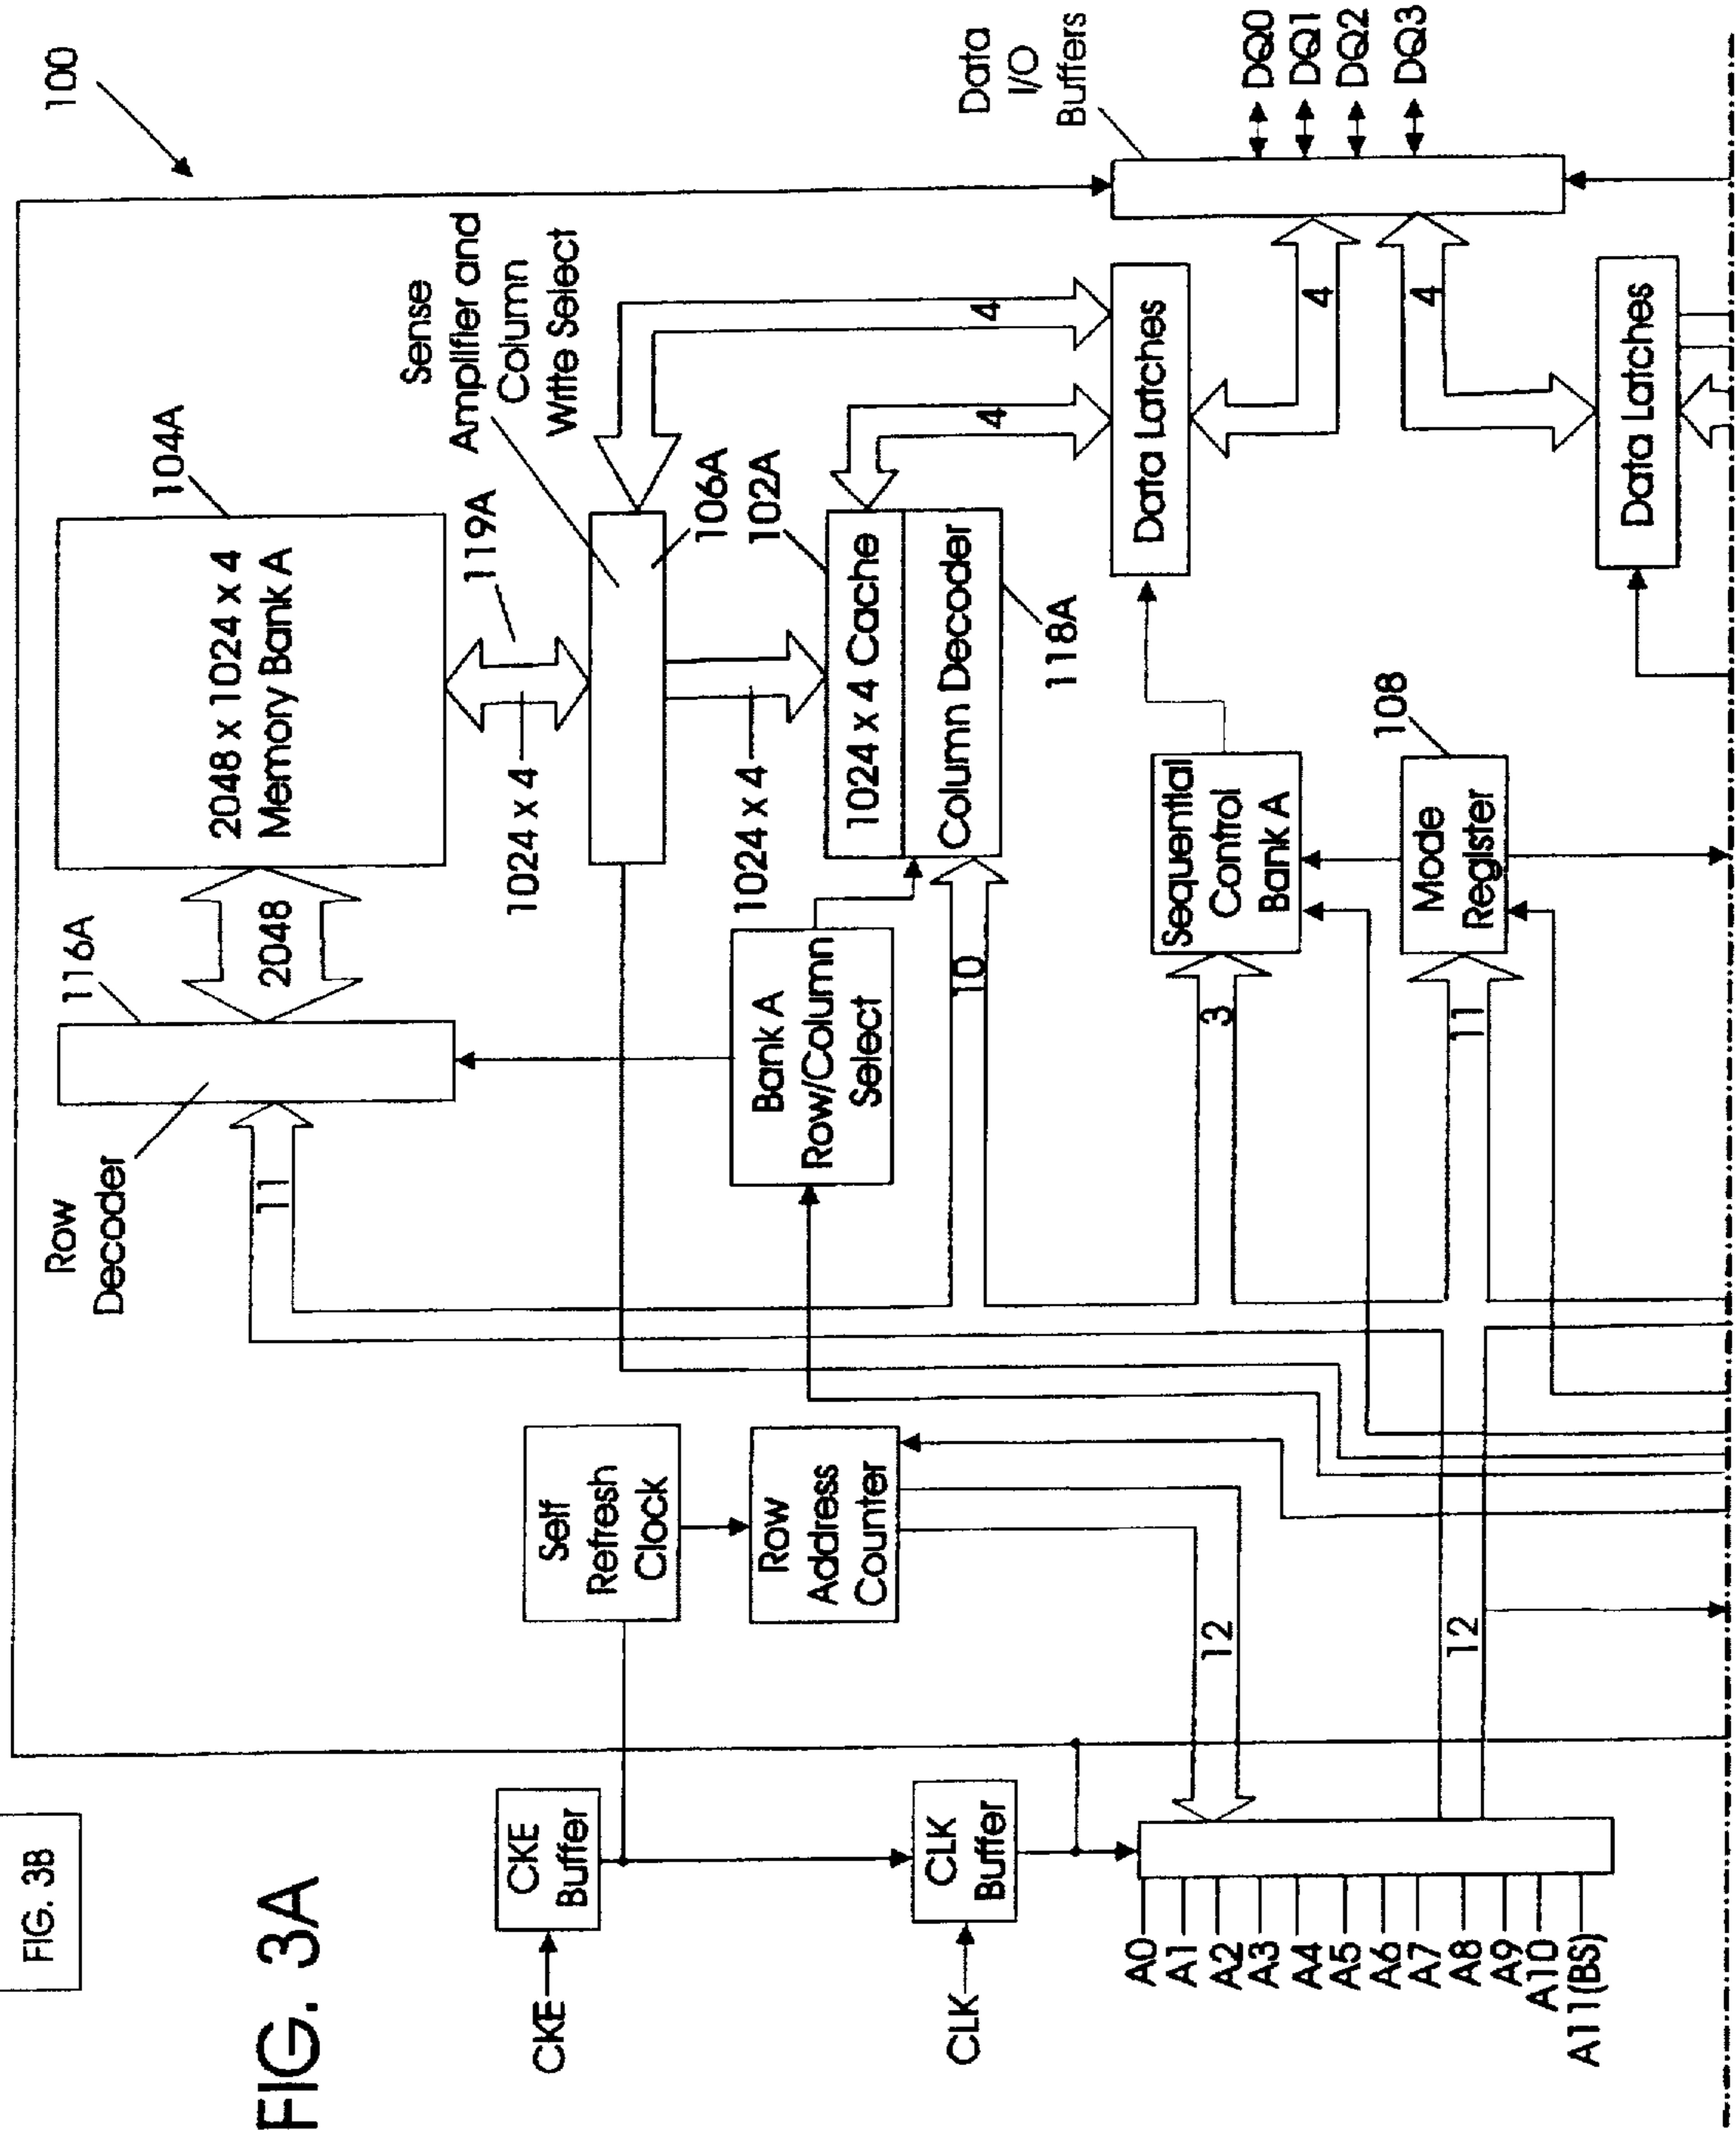 FIG. 3B
FIG. 3A
100
Row
Decoder
116A
11
2048
2048 x 1024 x 4
Memory Bank A
104A
119A
1024 x 4
Sense
Amplifier and
Column
Write Select
106A
1024 x 4
102A
1024 x 4 Cache
Column Decoder
118A
4
4
CKE
CKE
Buffer
Self
Refresh
Clock
Row
Address
Counter
Bank A
Row/Column
Select
10
CLK
CLK
Buffer
12
3
Sequential
Control
Bank A
Data Latches
Data
I/O
Buffers
4
4
DQ0
DQ1
DQ2
DQ3
A0
A1
A2
A3
A4
A5
A6
A7
A8
A9
A10
A11(BS)
12
11
Mode
Register
108
Data Latches